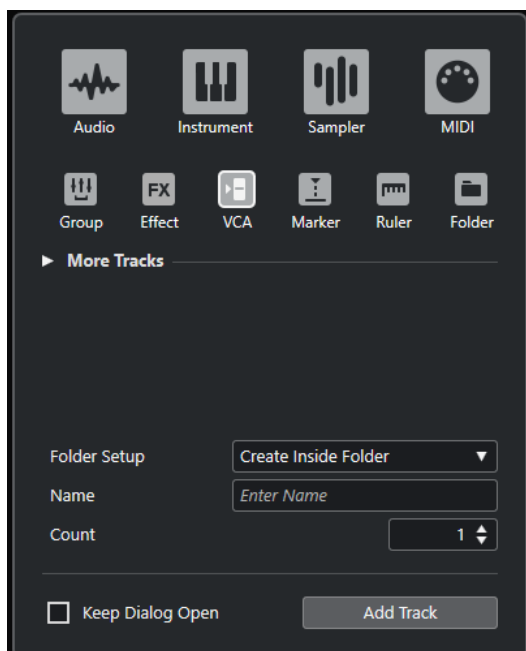 Audio Instrument Sampler MIDI
FX
Group Effect VCA Marker Ruler Folder
More Tracks
Folder Setup Create Inside Folder
Name Enter Name
Count 1
Keep Dialog Open Add Track